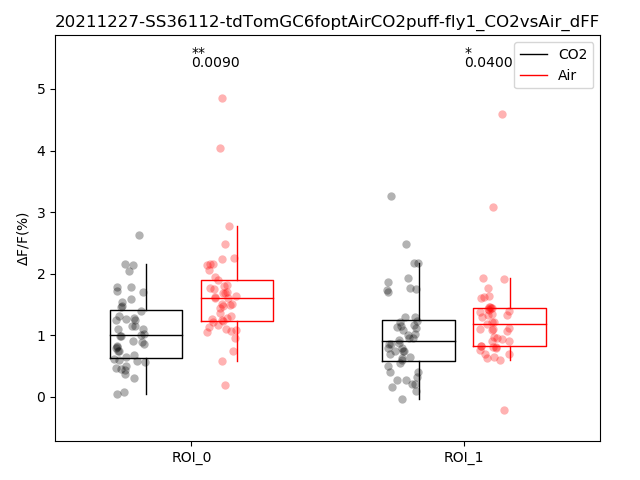 20211227-SS36112-tdTomGC6foptAirCO2puff-fly1_CO2vsAir_dFF
**
0.0090
*
0.0400
CO2
Air
ΔF/F(%)
5
4
3
2
1
0
ROI_0
ROI_1